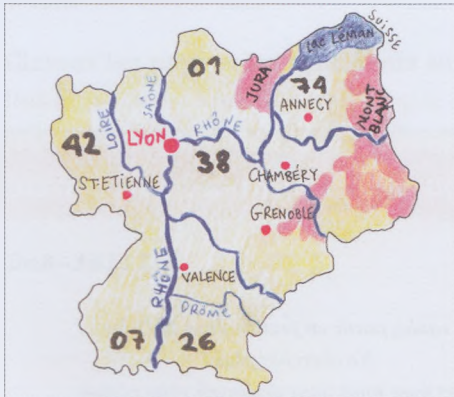 SUISSE
LAC LÉMAN
01
JURA
74
ANNECY
MONT BLANC
LOIRE
SAÔNE
RHÔNE
42
LYON
38
CHAMBÉRY
ST-ETIENNE
GRENOBLE
RHÔNE
VALENCE
DRÔME
07
26